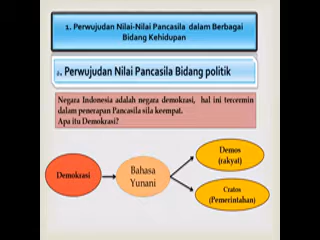 1. Perwujudan Nilai-Nilai Pancasila dalam Berbagai
Bidang Kehidupan
a. Perwujudan Nilai Pancasila Bidang politik
Negara Indonesia adalah negara demokrasi, hal ini tercermin
dalam penerapan Pancasila sila keempat.
Apa itu Demokrasi?
Demokrasi
Bahasa
Yunani
Demos
(rakyat)
Cratos
(Pemerintahan)